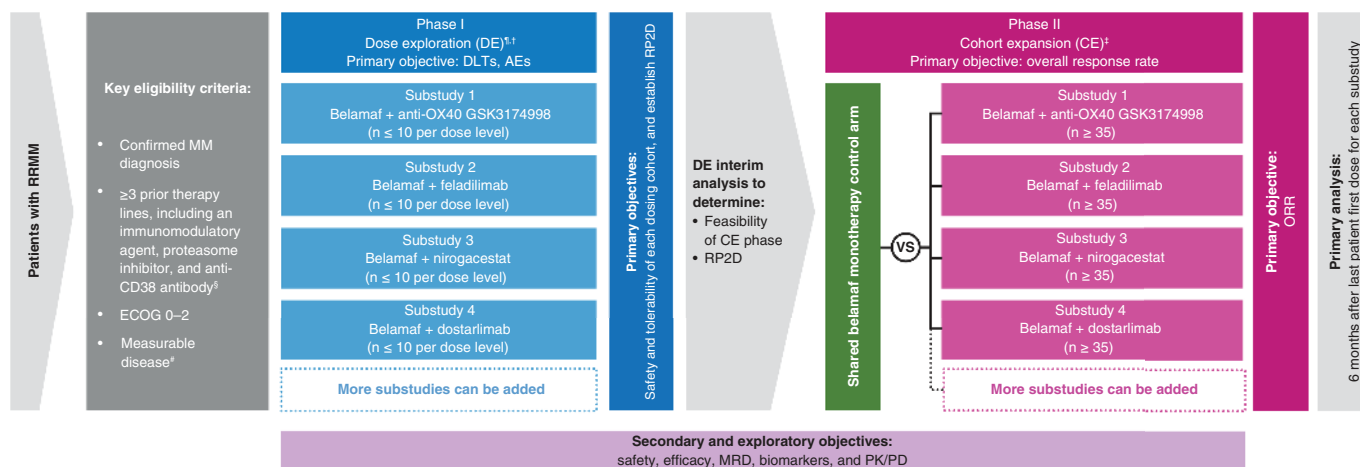 Patients with RRMM
Key eligibility criteria:
• Confirmed MM
diagnosis
• ≥3 prior therapy
lines, including an
immunomodulatory
agent, proteasome
inhibitor, and anti-
CD38 antibody§
• ECOG 0–2
• Measurable
disease#
Phase I
Dose exploration (DE)¶,†
Primary objective: DLTs, AEs
Substudy 1
Belamaf + anti-OX40 GSK3174998
(n ≤ 10 per dose level)
Substudy 2
Belamaf + feladilimab
(n ≤ 10 per dose level)
Substudy 3
Belamaf + nirogacestat
(n ≤ 10 per dose level)
Substudy 4
Belamaf + dostarlimab
(n ≤ 10 per dose level)
More substudies can be added
Primary objectives:
Safety and tolerability of each dosing cohort, and establish RP2D
DE interim
analysis to
determine:
• Feasibility
of CE phase
• RP2D
Phase II
Cohort expansion (CE)‡
Primary objective: overall response rate
Shared belamaf monotherapy control arm
VS
Substudy 1
Belamaf + anti-OX40 GSK3174998
(n ≥ 35)
Substudy 2
Belamaf + feladilimab
(n ≥ 35)
Substudy 3
Belamaf + nirogacestat
(n ≥ 35)
Substudy 4
Belamaf + dostarlimab
(n ≥ 35)
More substudies can be added
Primary objective:
ORR
Primary analysis:
6 months after last patient first dose for each substudy
Secondary and exploratory objectives:
safety, efficacy, MRD, biomarkers, and PK/PD